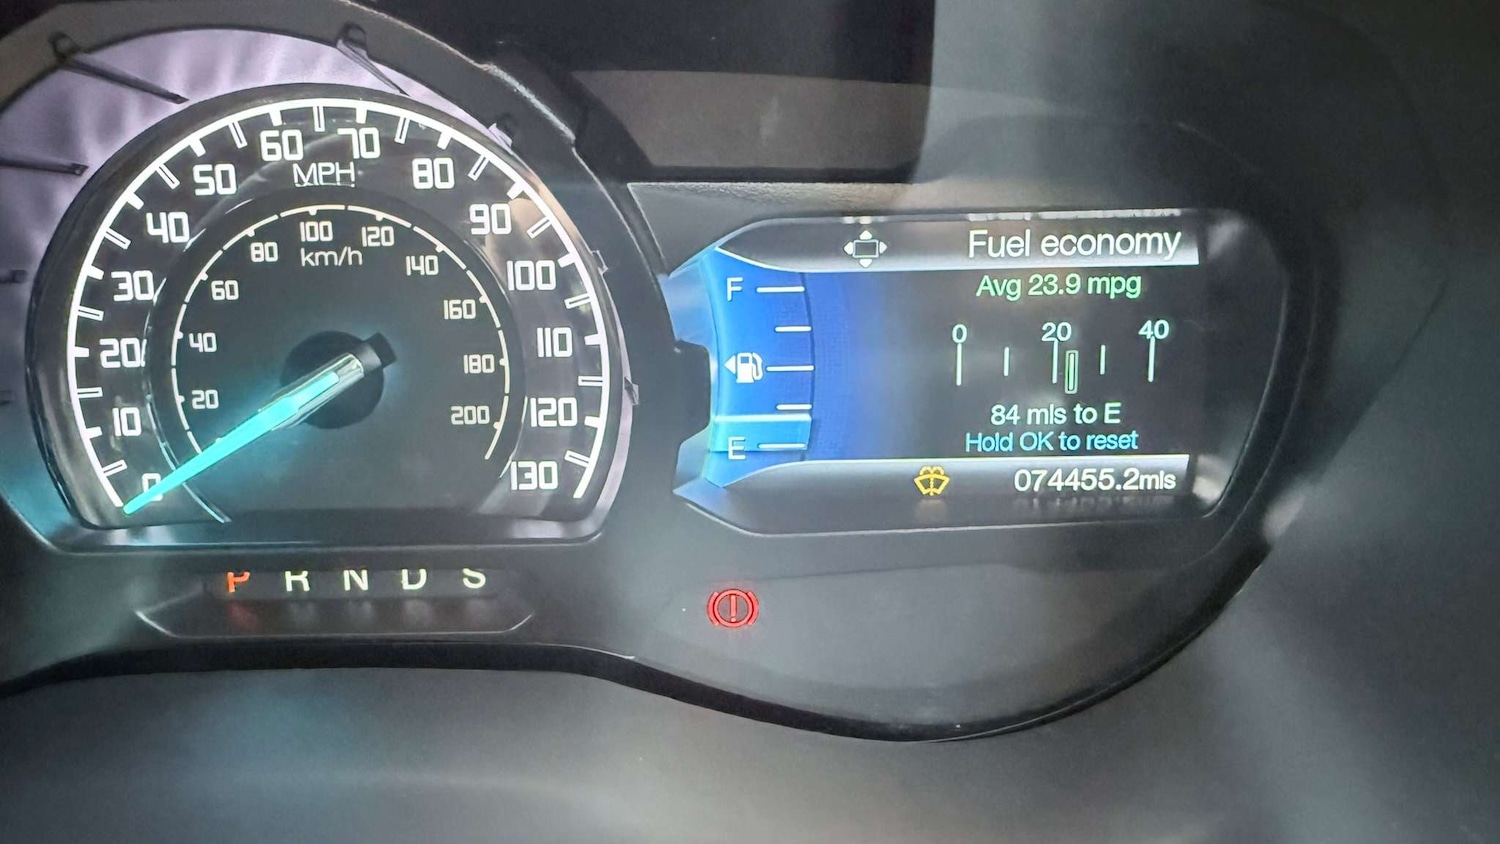 0
10
20
30
40
50
60
70
80
90
100
110
120
130
MPH
20
40
60
80
100
120
140
160
180
200
km/h
Fuel economy
Avg 23.9 mpg
F
0 20 40
84 mls to E
E
Hold OK to reset
074455.2mls
P R N D S